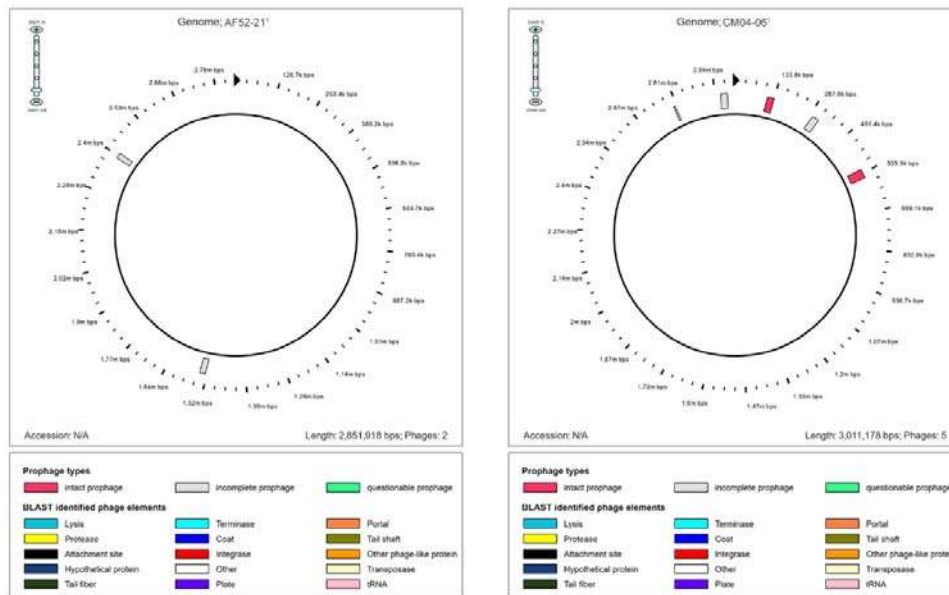 Genome; AF52-21¹
2.78m bps
126.7k bps
253.4k bps
380.2k bps
633.7k bps
760.4k bps
887.2k bps
1.01m bps
1.14m bps
1.26m bps
1.39m bps
1.52m bps
1.64m bps
1.77m bps
1.9m bps
2.02m bps
2.15m bps
2.28m bps
2.4m bps
2.53m bps
2.66m bps
Accession: N/A
Length: 2,851,918 bps; Phages: 2
Prophage types
intact prophage
incomplete prophage
questionable prophage
BLAST identified phage elements
Lysis
Terminase
Portal
Protease
Coat
Tail shaft
Attachment site
Integrase
Other phage-like protein
Hypothetical protein
Other
Transposase
Tail fiber
Plate
tRNA
Genome; CM04-06¹
2.94m bps
133.8k bps
267.6k bps
401.4k bps
535.3k bps
669.1k bps
802.9k bps
936.7k bps
1.07m bps
1.2m bps
1.33m bps
1.47m bps
1.6m bps
1.73m bps
1.87m bps
2m bps
2.14m bps
2.27m bps
2.4m bps
2.54m bps
2.67m bps
2.81m bps
Accession: N/A
Length: 3,011,178 bps; Phages: 5
Prophage types
intact prophage
incomplete prophage
questionable prophage
BLAST identified phage elements
Lysis
Terminase
Portal
Protease
Coat
Tail shaft
Attachment site
Integrase
Other phage-like protein
Hypothetical protein
Other
Transposase
Tail fiber
Plate
tRNA